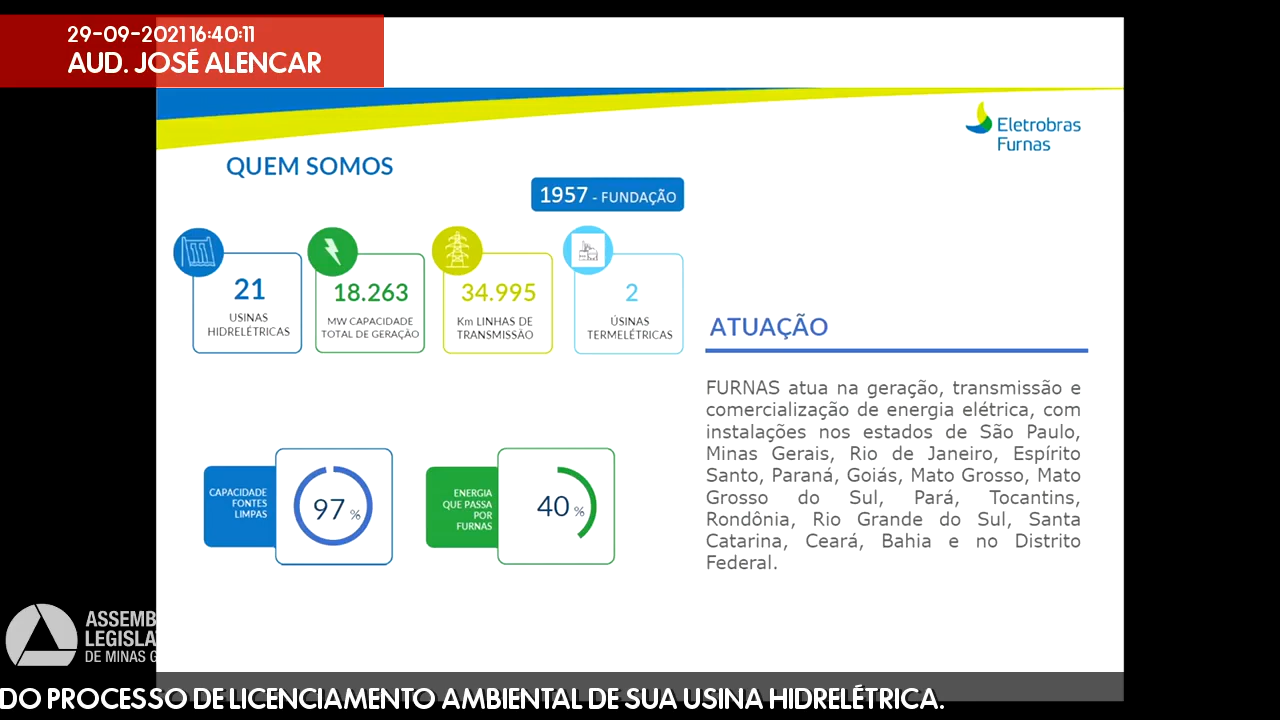 29-09-2021 16:40:11
AUD. JOSÉ ALENCAR
Eletrobras
Furnas
QUEM SOMOS
1957 - FUNDAÇÃO
21
USINAS
HIDRELÉTRICAS
18.263
MW CAPACIDADE
TOTAL DE GERAÇÃO
34.995
Km LINHAS DE
TRANSMISSÃO
2
ÚSINAS
TERMELÉTRICAS
CAPACIDADE
FONTES
LIMPAS
97 %
ENERGIA
QUE PASSA
POR
FURNAS
40 %
ATUAÇÃO
FURNAS atua na geração, transmissão e
comercialização de energia elétrica, com
instalações nos estados de São Paulo,
Minas Gerais, Rio de Janeiro, Espírito
Santo, Paraná, Goiás, Mato Grosso, Mato
Grosso do Sul, Pará, Tocantins,
Rondônia, Rio Grande do Sul, Santa
Catarina, Ceará, Bahia e no Distrito
Federal.
ASSEMB
LEGISLA
DE MINAS G
DO PROCESSO DE LICENCIAMENTO AMBIENTAL DE SUA USINA HIDRELÉTRICA.